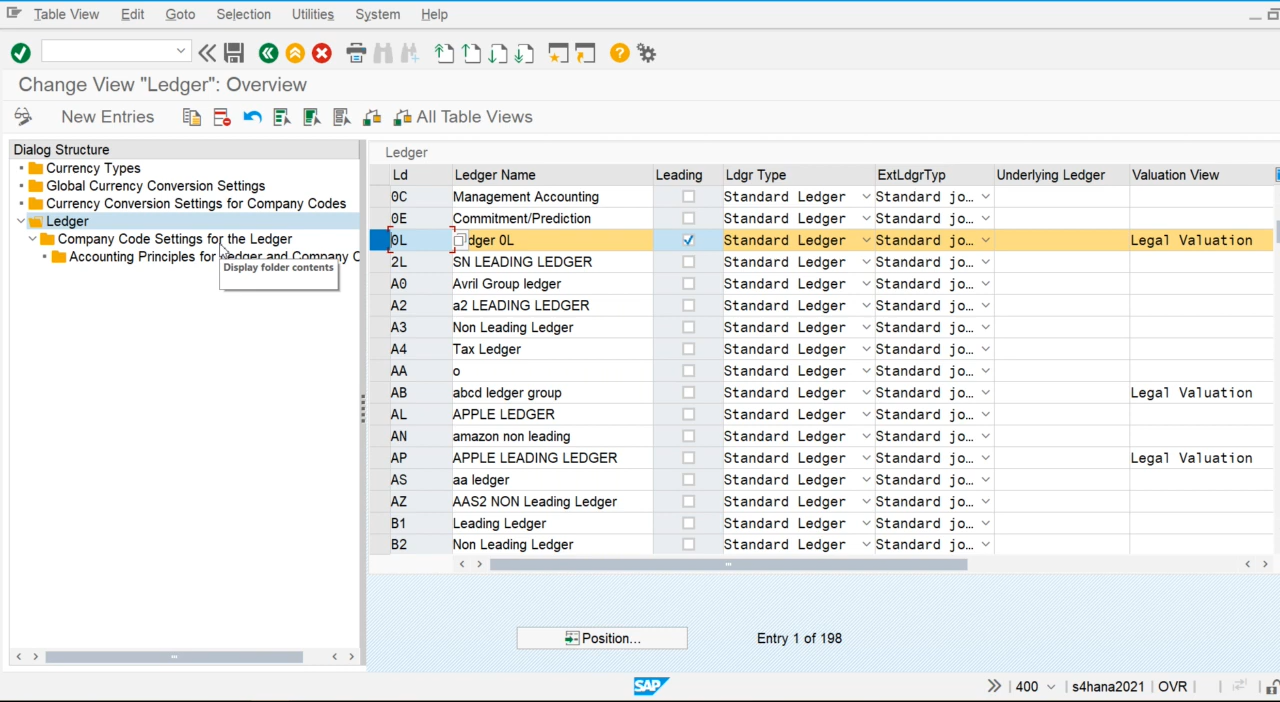 Table View Edit Goto Selection Utilities System Help
Change View "Ledger": Overview
New Entries All Table Views
Dialog Structure
Currency Types
Global Currency Conversion Settings
Currency Conversion Settings for Company Codes
Ledger
Company Code Settings for the Ledger
Accounting Principles for Ledger and Company C
Display folder contents
Ledger
Ld Ledger Name Leading Ldgr Type ExtLdgrTyp Underlying Ledger Valuation View
0C Management Accounting Standard Ledger Standard jo...
0E Commitment/Prediction Standard Ledger Standard jo...
0L dger 0L Standard Ledger Standard jo... Legal Valuation
2L SN LEADING LEDGER Standard Ledger Standard jo...
A0 Avril Group ledger Standard Ledger Standard jo...
A2 a2 LEADING LEDGER Standard Ledger Standard jo...
A3 Non Leading Ledger Standard Ledger Standard jo...
A4 Tax Ledger Standard Ledger Standard jo...
AA o Standard Ledger Standard jo...
AB abcd ledger group Standard Ledger Standard jo... Legal Valuation
AL APPLE LEDGER Standard Ledger Standard jo...
AN amazon non leading Standard Ledger Standard jo...
AP APPLE LEADING LEDGER Standard Ledger Standard jo... Legal Valuation
AS aa ledger Standard Ledger Standard jo...
AZ AAS2 NON Leading Ledger Standard Ledger Standard jo...
B1 Leading Ledger Standard Ledger Standard jo...
B2 Non Leading Ledger Standard Ledger Standard jo...
Position... Entry 1 of 198
SAP 400 s4hana2021 OVR